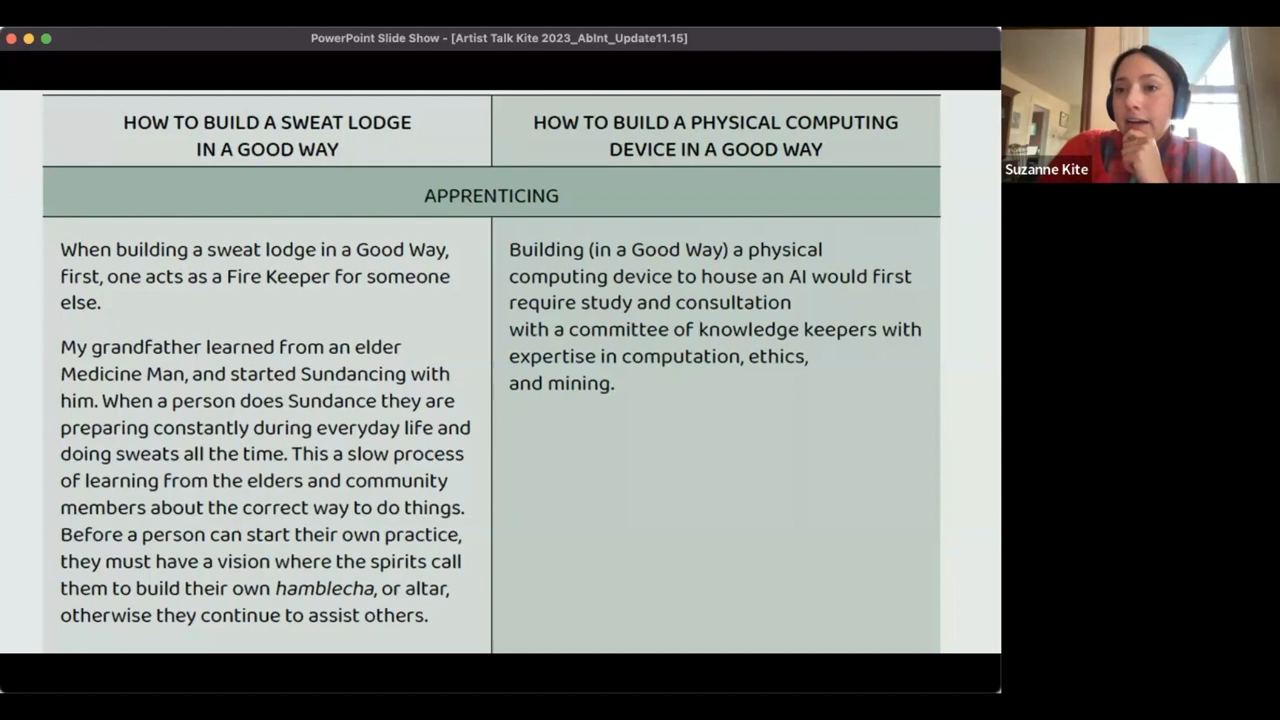 PowerPoint Slide Show - [Artist Talk Kite 2023_AbInt_Update11.15]
HOW TO BUILD A SWEAT LODGE
IN A GOOD WAY
HOW TO BUILD A PHYSICAL COMPUTING
DEVICE IN A GOOD WAY
APPRENTICING
When building a sweat lodge in a Good Way,
first, one acts as a Fire Keeper for someone
else.
My grandfather learned from an elder
Medicine Man, and started Sundancing with
him. When a person does Sundance they are
preparing constantly during everyday life and
doing sweats all the time. This a slow process
of learning from the elders and community
members about the correct way to do things.
Before a person can start their own practice,
they must have a vision where the spirits call
them to build their own hamblecha, or altar,
otherwise they continue to assist others.
Building (in a Good Way) a physical
computing device to house an AI would first
require study and consultation
with a committee of knowledge keepers with
expertise in computation, ethics,
and mining.
Suzanne Kite